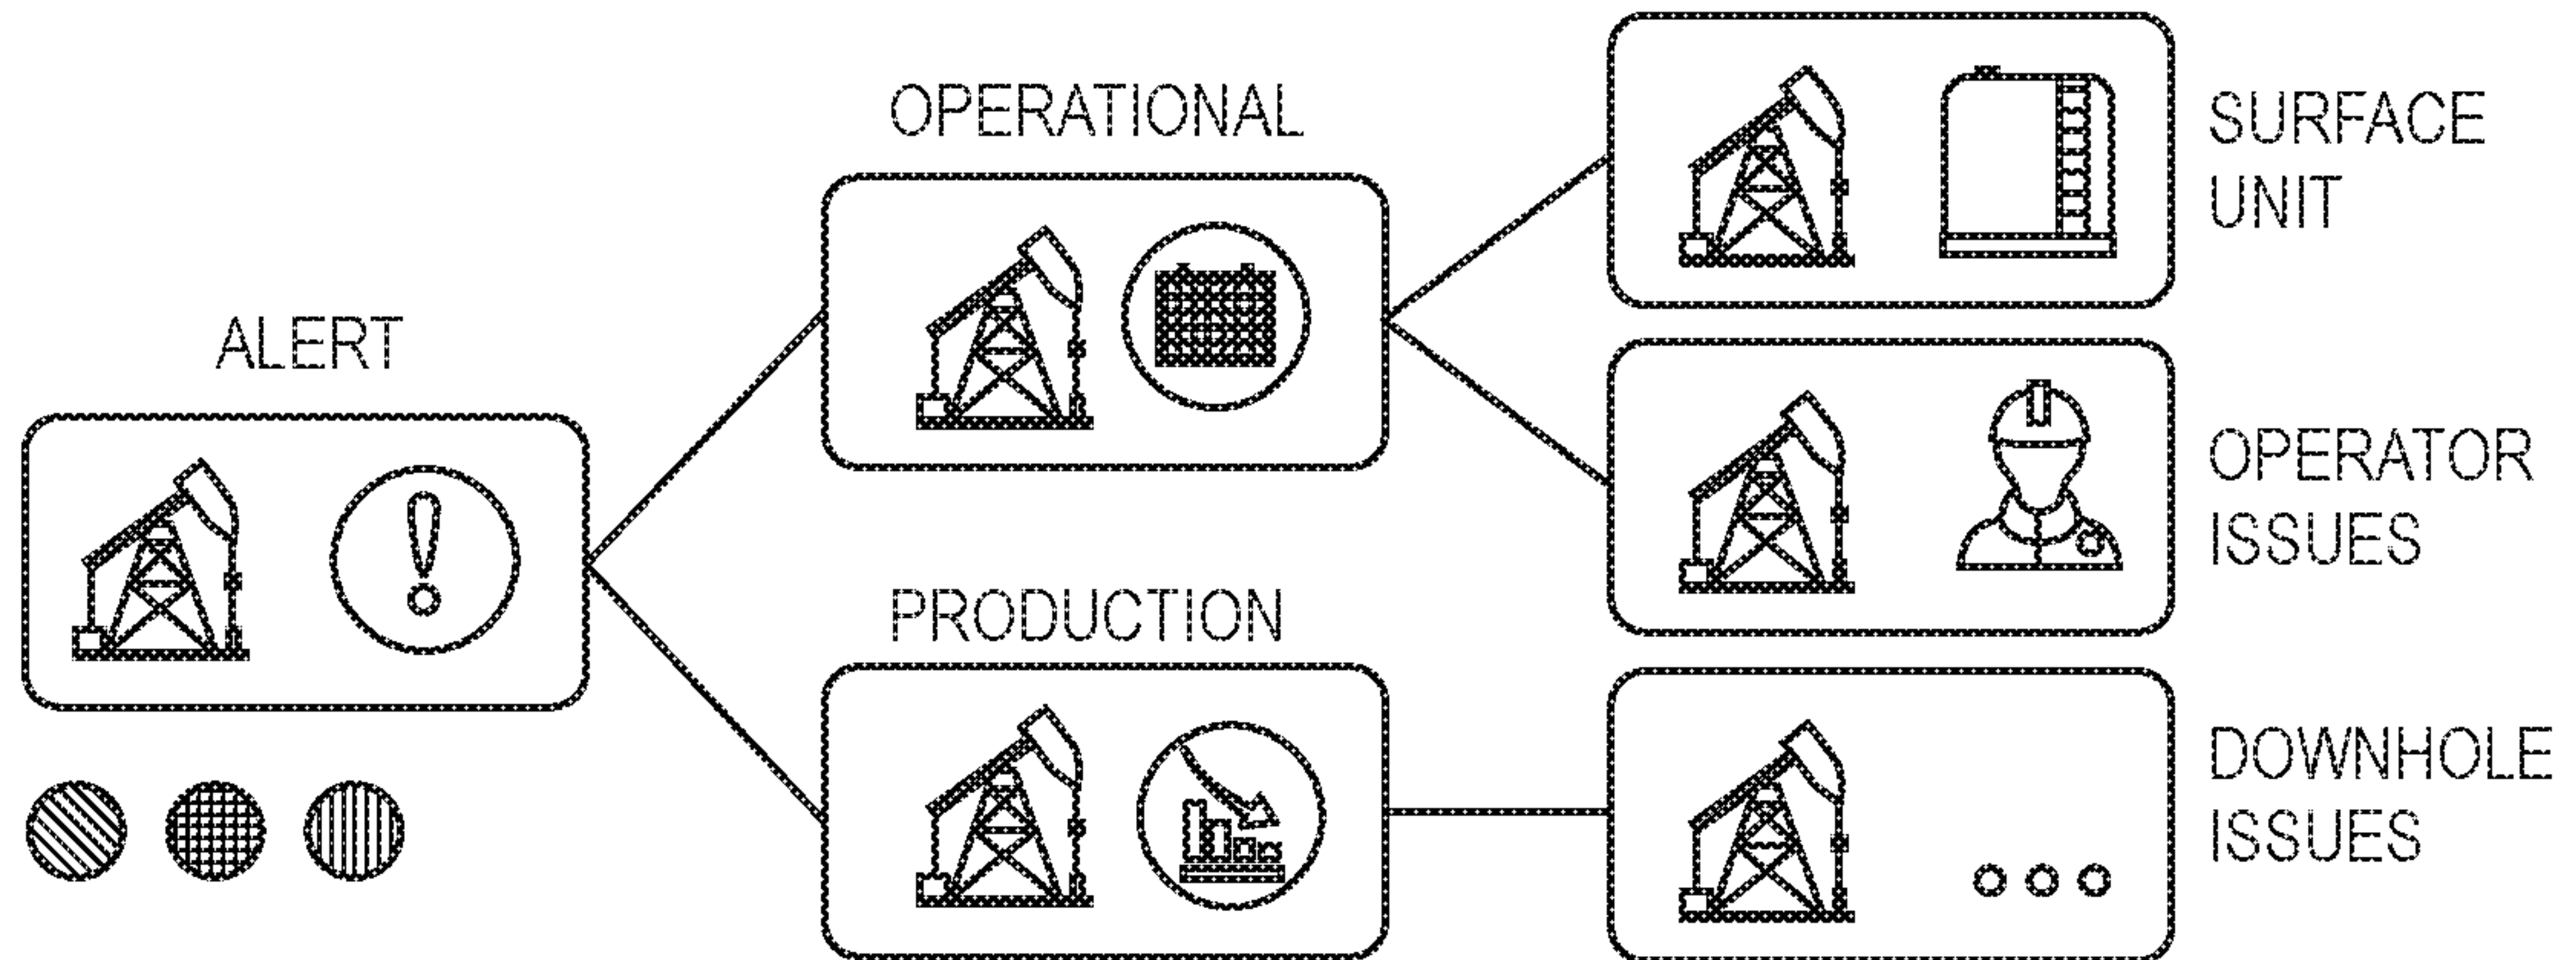 ALERT
OPERATIONAL
PRODUCTION
SURFACE
UNIT
OPERATOR
ISSUES
DOWNHOLE
ISSUES